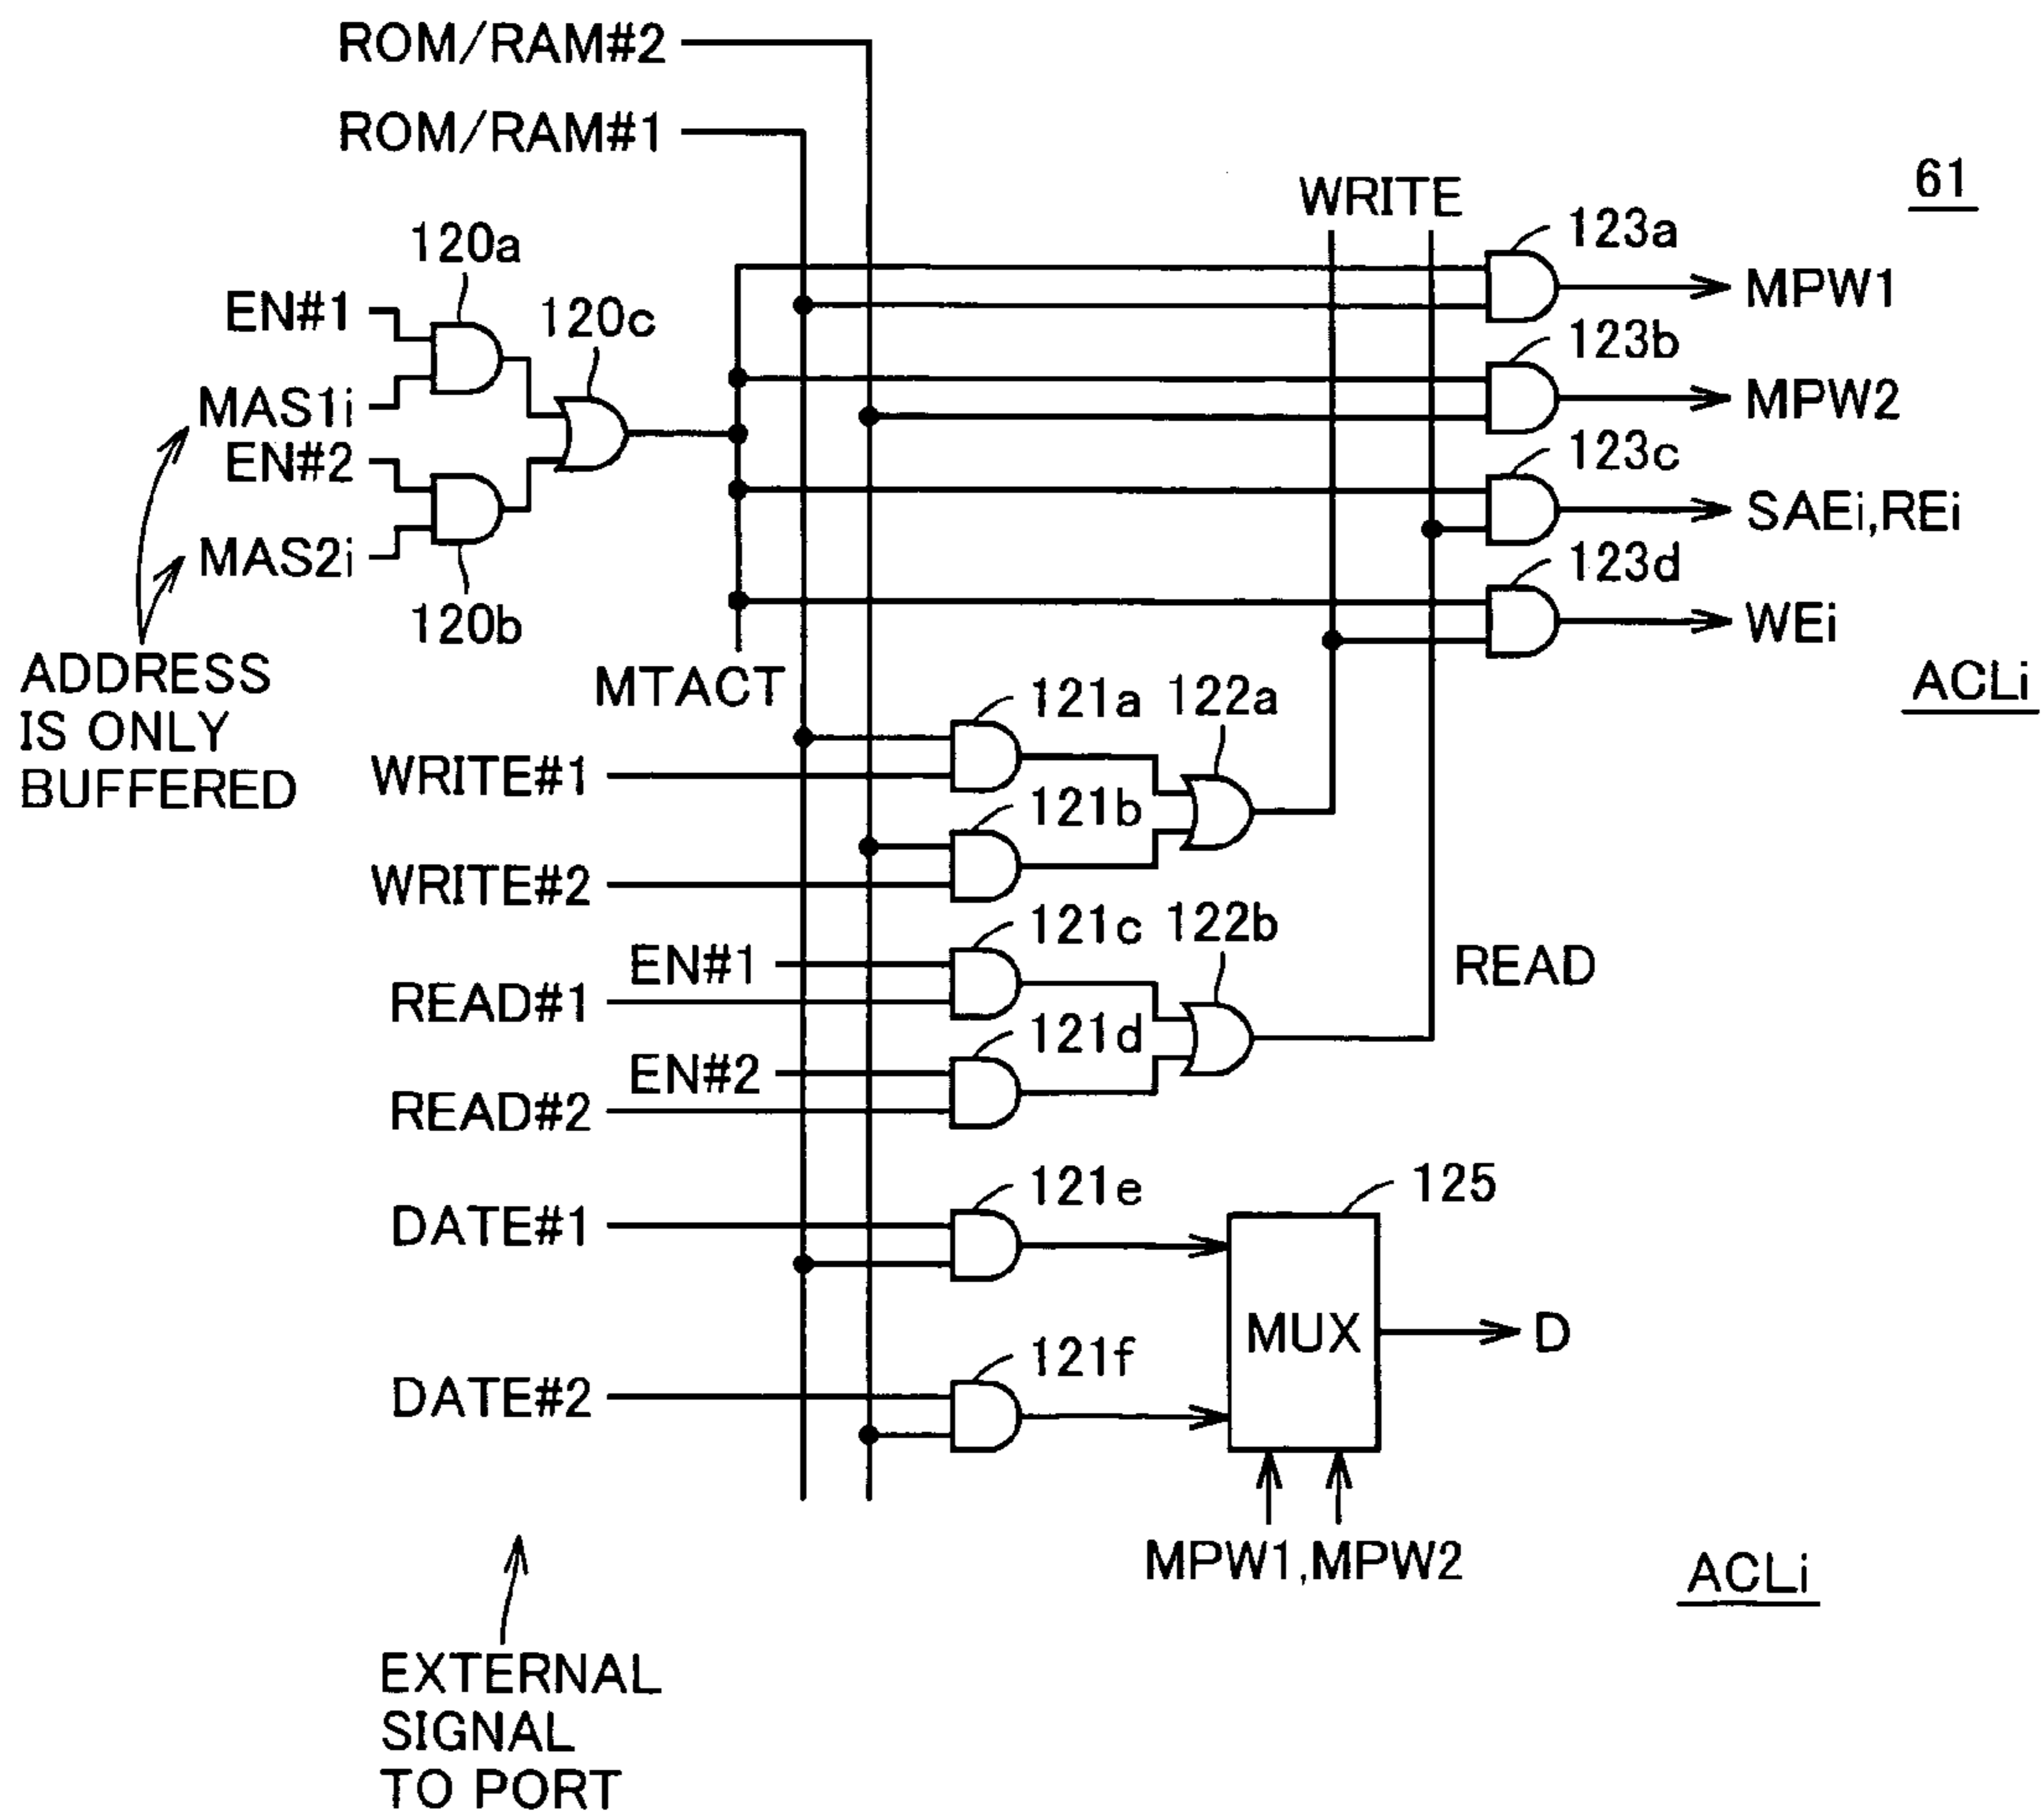 ROM/RAM#2
ROM/RAM#1
61
WRITE
123a
120a
MPW1
EN#1
120c
123b
MAS1i
MPW2
EN#2
123c
SAEi,REi
MAS2i
123d
120b
WEi
ADDRESS
IS ONLY
BUFFERED
MTACT
121a
122a
ACLi
WRITE#1
121b
WRITE#2
121c
122b
EN#1
READ
READ#1
121d
EN#2
READ#2
121e
125
DATE#1
MUX
D
121f
DATE#2
MPW1,MPW2
ACLi
EXTERNAL
SIGNAL
TO PORT